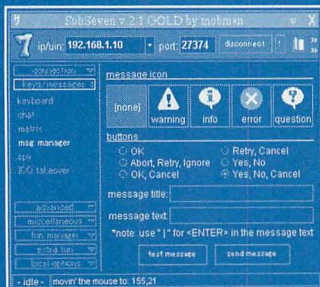 SubSeven v.2.1 GOLD by mobman
ip/uin: 192.168.1.10 port: 27374 disconnect
connection
keys/messages
keyboard
chat
matrix
msg manager
spy
ICQ takeover
advanced
miscellaneous
fun manager
extra fun
local options
message icon
[none] warning info error question
buttons
OK Retry, Cancel
Abort, Retry, Ignore Yes, No
OK, Cancel Yes, No, Cancel
message title:
message text:
*note: use "|" for <ENTER> in the message text
test message send message
- idle - movin' the mouse to: 155,21